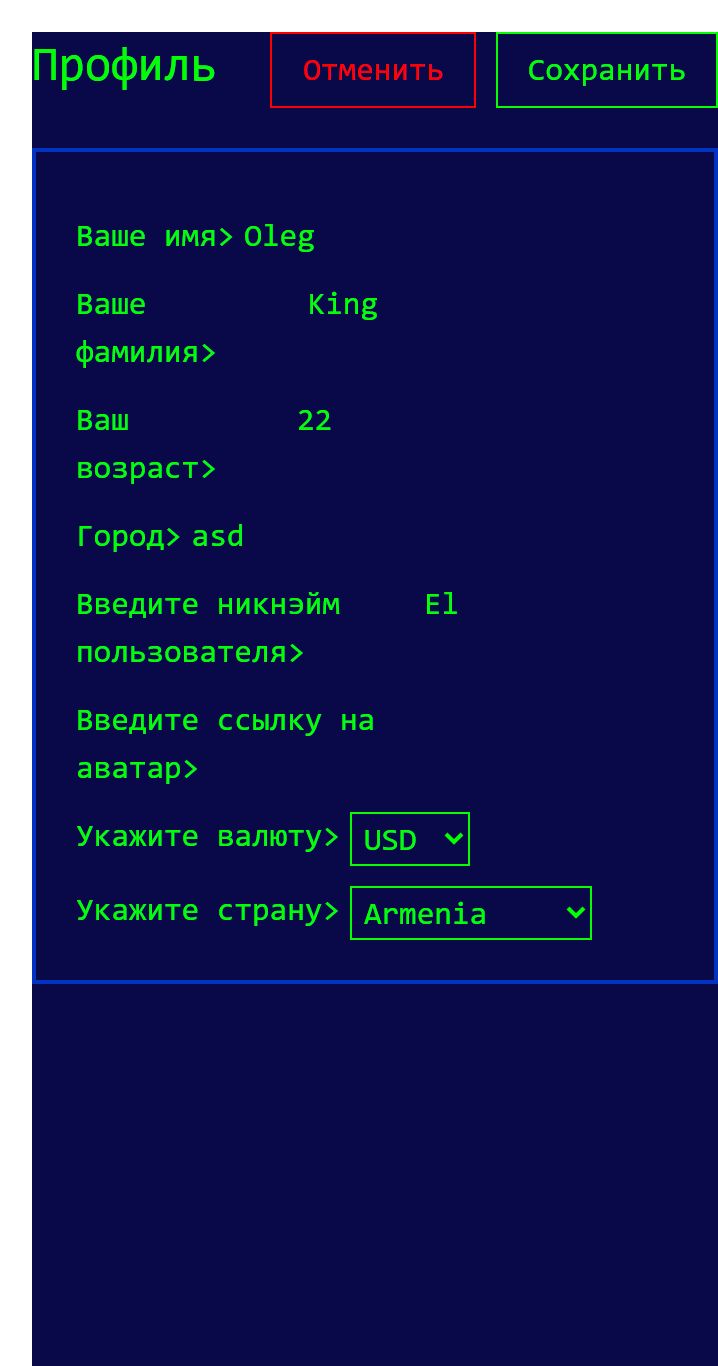 Профиль Отменить Сохранить
Ваше имя> Oleg
Ваше King
фамилия>
Ваш 22
возраст>
Город> asd
Введите никнэйм El
пользователя>
Введите ссылку на
аватар>
Укажите валюту> USD
Укажите страну> Armenia